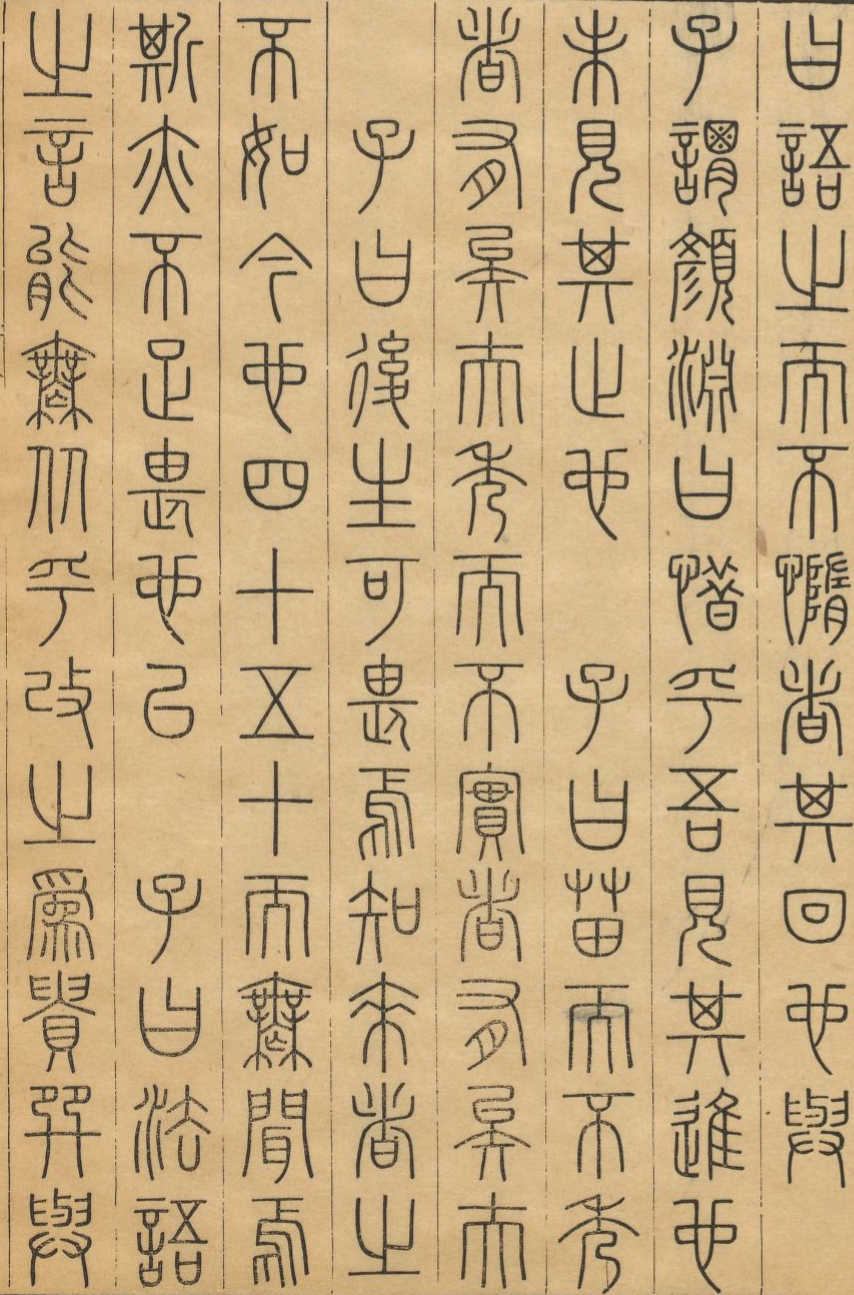 曰語之而不憜者其回也與
子謂顏淵曰惜乎吾見其進也
未見其止也　子曰苗而不秀
者有矣夫秀而不實者有矣夫
子曰後生可畏焉知來者之
不如今也四十五十而無聞焉
斯亦不足畏也已　子曰法語
之言能無从乎改之爲貴巽與